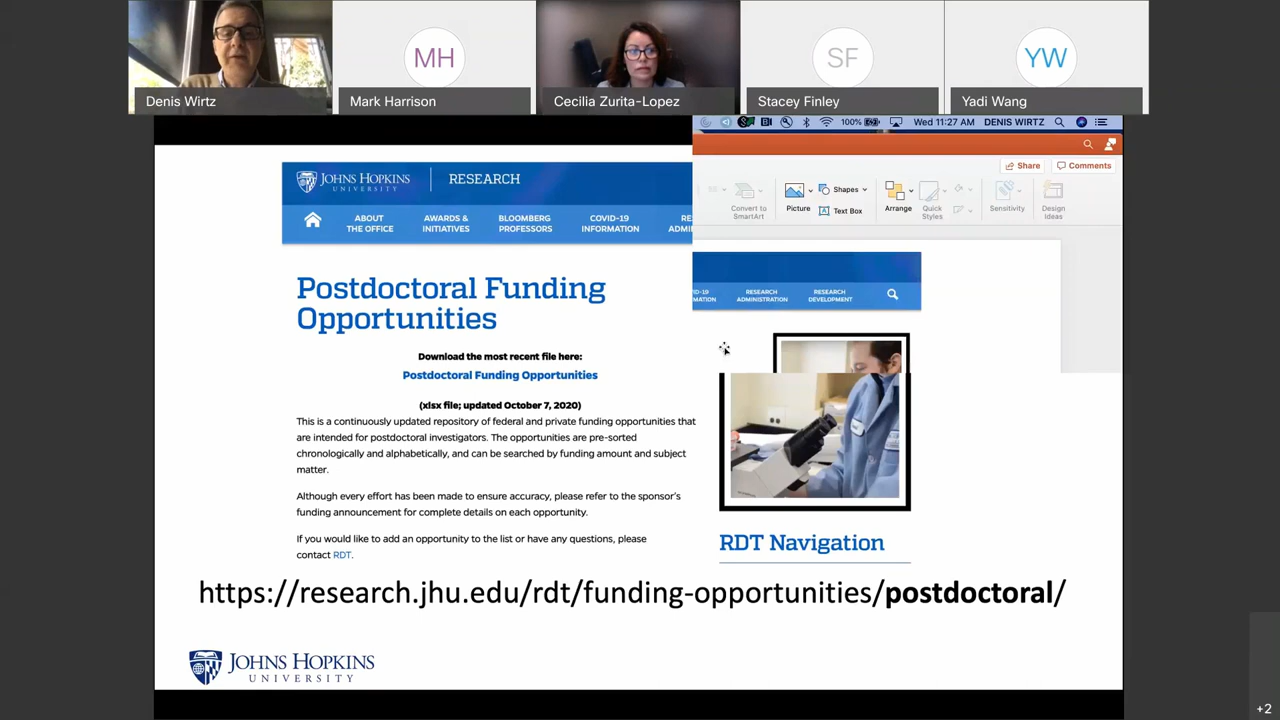 MH
SF
YW
Denis Wirtz
Mark Harrison
Cecilia Zurita-Lopez
Stacey Finley
Yadi Wang
100%
Wed 11:27 AM DENIS WIRTZ
Share
Comments
Convert to
SmartArt
Picture
Shapes
Text Box
Arrange
Quick
Styles
Sensitivity
Design
Ideas
JOHNS HOPKINS
UNIVERSITY
RESEARCH
ABOUT
THE OFFICE
AWARDS &
INITIATIVES
BLOOMBERG
PROFESSORS
COVID-19
INFORMATION
RE
ADMI
ID-19
MATION
RESEARCH
ADMINISTRATION
RESEARCH
DEVELOPMENT
Postdoctoral Funding
Opportunities
Download the most recent file here:
Postdoctoral Funding Opportunities
(xlsx file; updated October 7, 2020)
This is a continuously updated repository of federal and private funding opportunities that
are intended for postdoctoral investigators. The opportunities are pre-sorted
chronologically and alphabetically, and can be searched by funding amount and subject
matter.
Although every effort has been made to ensure accuracy, please refer to the sponsor's
funding announcement for complete details on each opportunity.
If you would like to add an opportunity to the list or have any questions, please
contact RDT.
RDT Navigation
https://research.jhu.edu/rdt/funding-opportunities/postdoctoral/
JOHNS HOPKINS
UNIVERSITY
+2